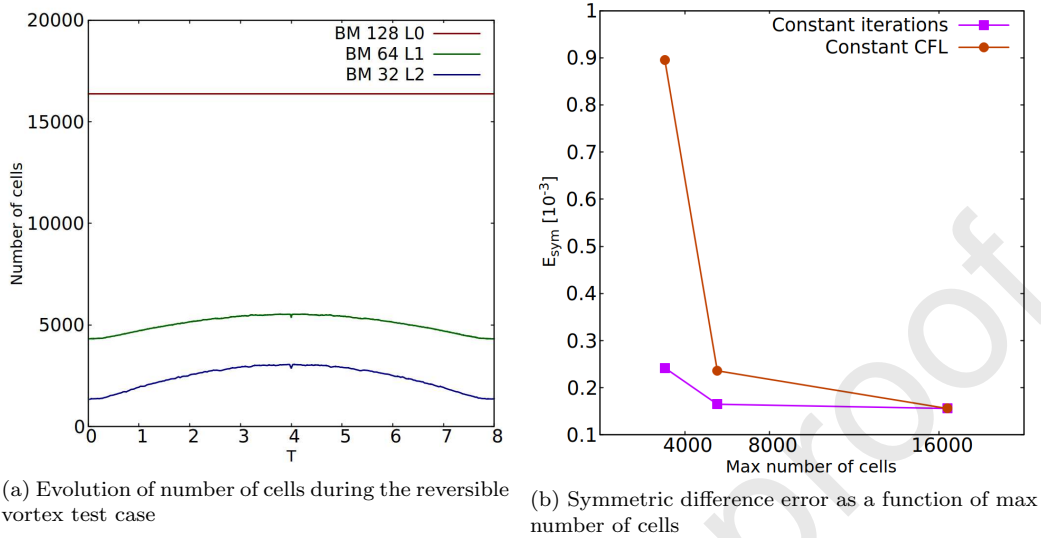 20000
15000
10000
5000
0
Number of cells
BM 128 L0
BM 64 L1
BM 32 L2
0 1 2 3 4 5 6 7 8
T
(a) Evolution of number of cells during the reversible
vortex test case
1
0.9
0.8
0.7
0.6
0.5
0.4
0.3
0.2
0.1
E_sym [10^-3]
Constant iterations
Constant CFL
4000 8000 16000
Max number of cells
(b) Symmetric difference error as a function of max
number of cells
proof